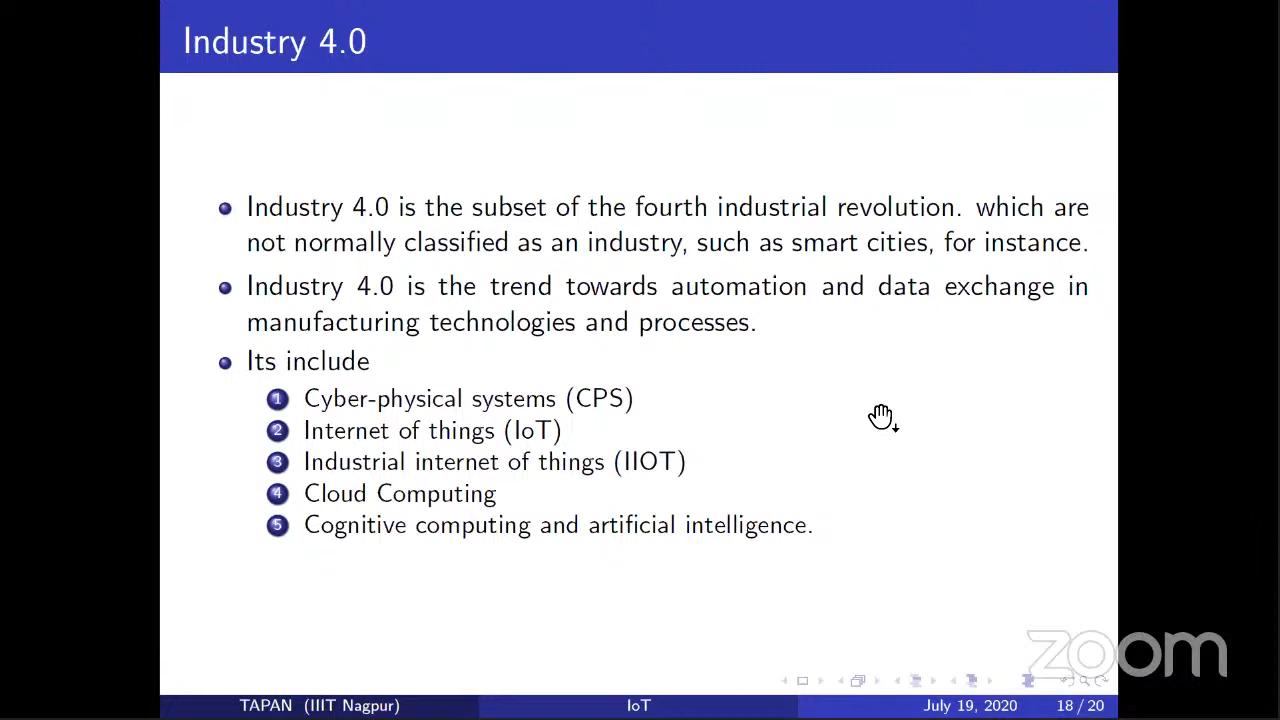 Industry 4.0
Industry 4.0 is the subset of the fourth industrial revolution. which are
not normally classified as an industry, such as smart cities, for instance.
Industry 4.0 is the trend towards automation and data exchange in
manufacturing technologies and processes.
Its include
1 Cyber-physical systems (CPS)
2 Internet of things (IoT)
3 Industrial internet of things (IIOT)
4 Cloud Computing
5 Cognitive computing and artificial intelligence.
zoom
TAPAN (IIIT Nagpur) IoT July 19, 2020 18 / 20